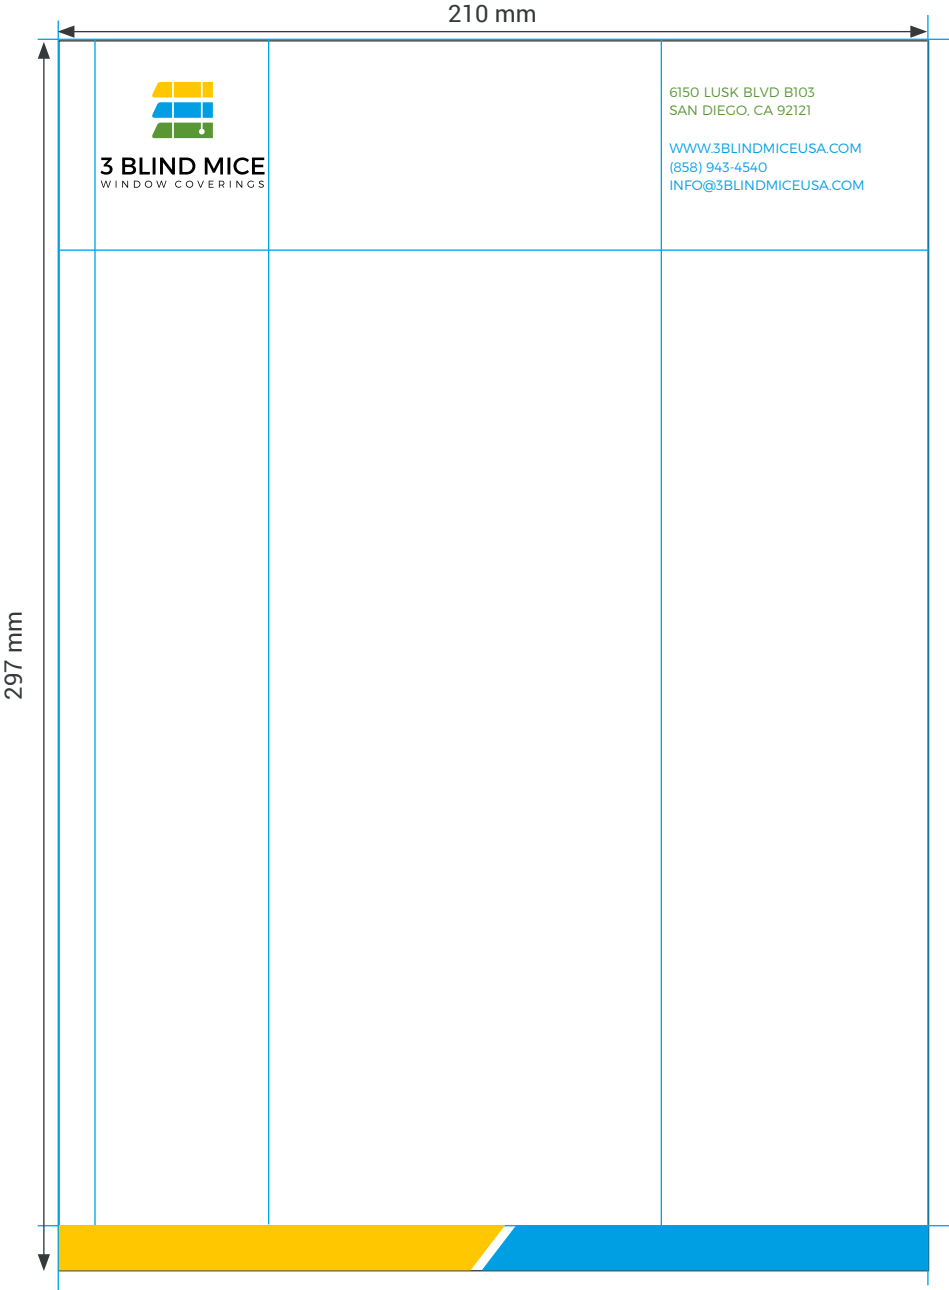 210 mm
6150 LUSK BLVD B103
SAN DIEGO, CA 92121
WWW.3BLINDMICEUSA.COM
(858) 943-4540
INFO@3BLINDMICEUSA.COM
3 BLIND MICE
WINDOW COVERINGS
297 mm